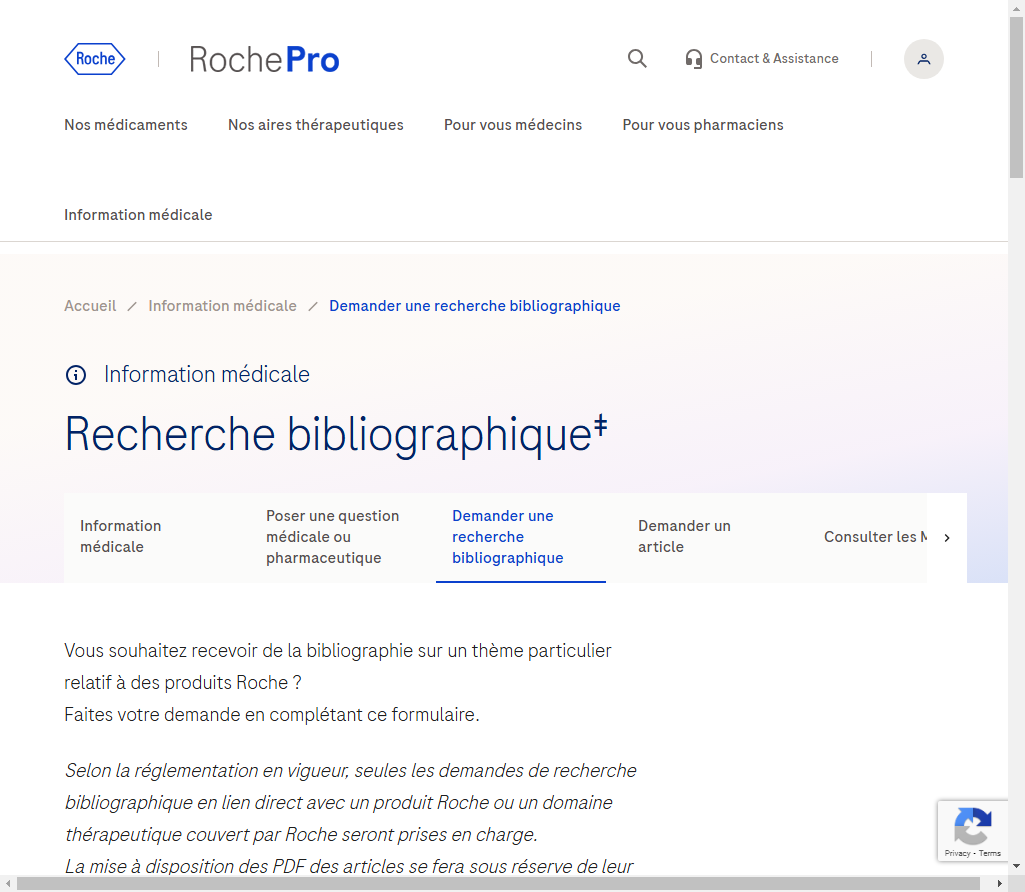 Roche
RochePro
Contact & Assistance
Nos médicaments
Nos aires thérapeutiques
Pour vous médecins
Pour vous pharmaciens
Information médicale
Accueil / Information médicale / Demander une recherche bibliographique
Information médicale
Recherche bibliographique‡
Information
médicale
Poser une question
médicale ou
pharmaceutique
Demander une
recherche
bibliographique
Demander un
article
Consulter les
Vous souhaitez recevoir de la bibliographie sur un thème particulier
relatif à des produits Roche ?
Faites votre demande en complétant ce formulaire.
Selon la réglementation en vigueur, seules les demandes de recherche
bibliographique en lien direct avec un produit Roche ou un domaine
thérapeutique couvert par Roche seront prises en charge.
La mise à disposition des PDF des articles se fera sous réserve de leur
Privacy - Terms